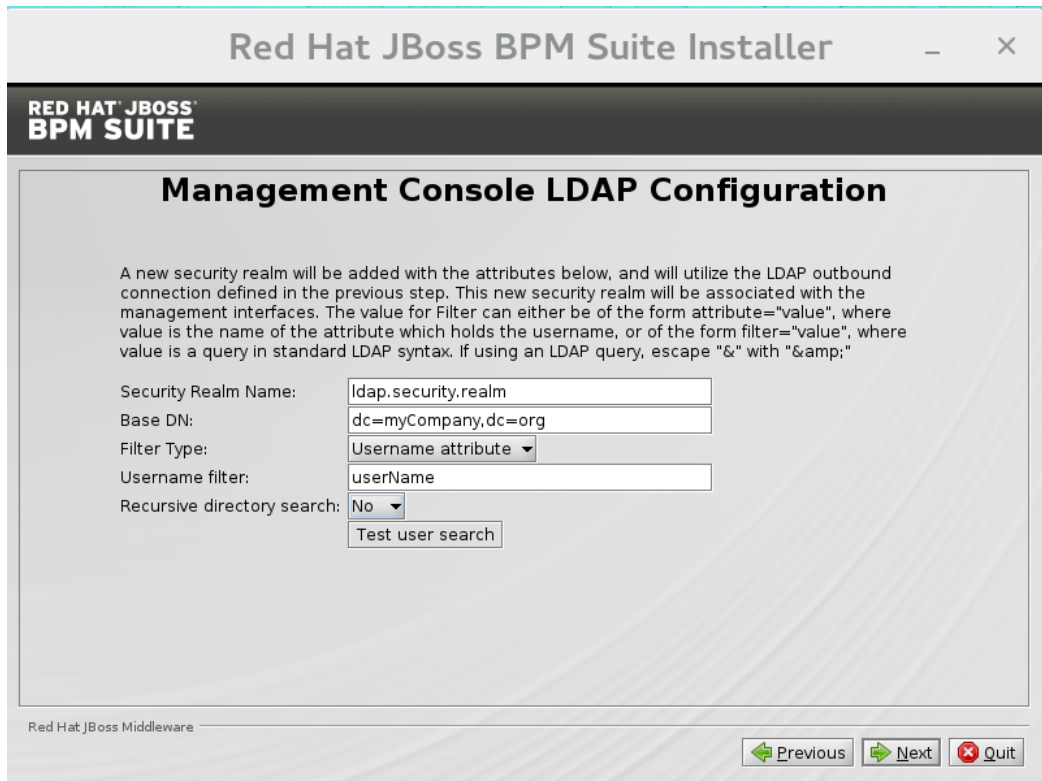 Red Hat JBoss BPM Suite Installer
RED HAT JBOSS
BPM SUITE
Management Console LDAP Configuration
A new security realm will be added with the attributes below, and will utilize the LDAP outbound
connection defined in the previous step. This new security realm will be associated with the
management interfaces. The value for Filter can either be of the form attribute="value", where
value is the name of the attribute which holds the username, or of the form filter="value", where
value is a query in standard LDAP syntax. If using an LDAP query, escape "&" with "&amp;"
Security Realm Name: ldap.security.realm
Base DN: dc=myCompany,dc=org
Filter Type: Username attribute
Username filter: userName
Recursive directory search: No
Test user search
Red Hat JBoss Middleware
Previous Next Quit